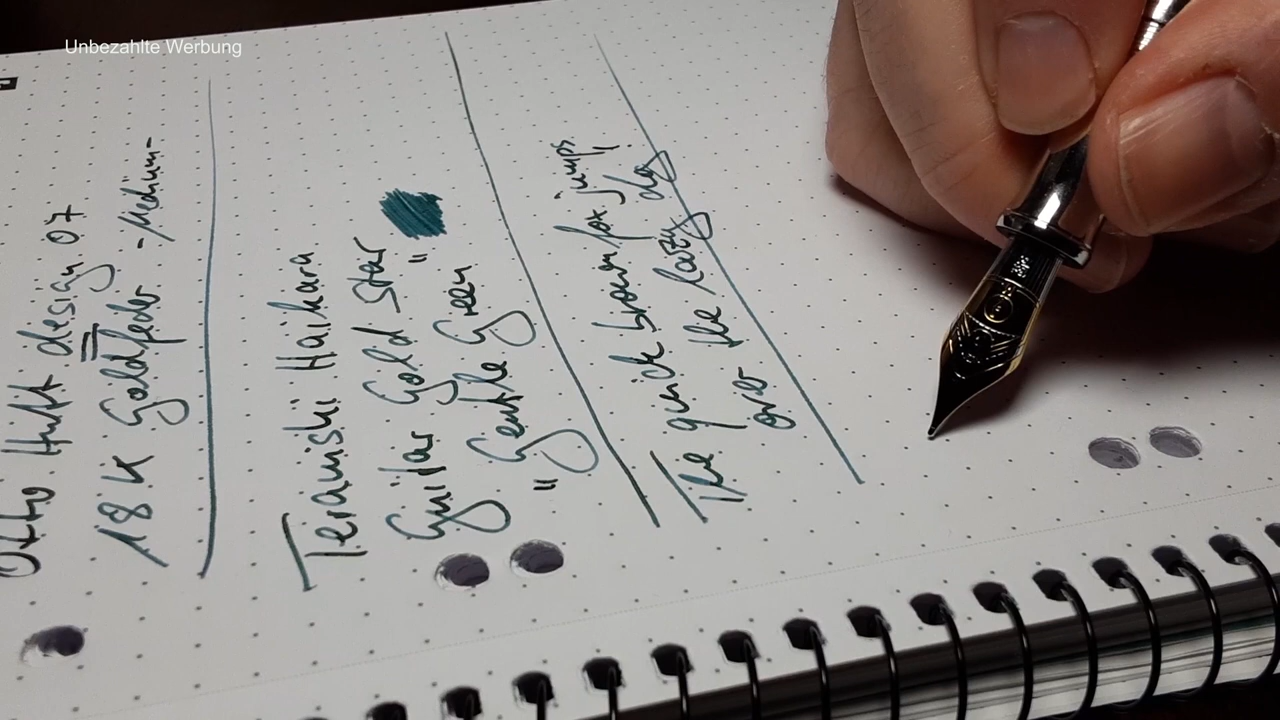 Unbezahlte Werbung
Otto Hutt design 07
18K Goldfeder - Medium -
Teranishi Haikara
Guitar Gold Star
"Gentle Green"
The quick brown fox jumps
over the lazy dog